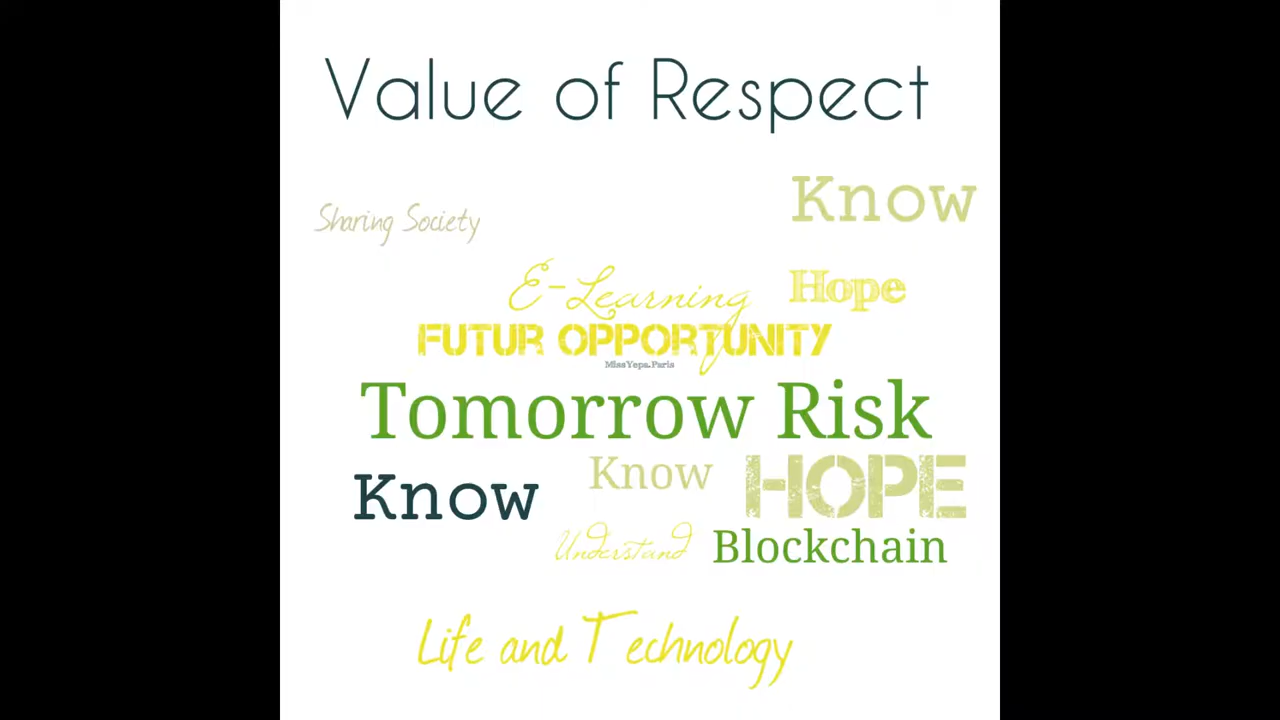 Value of Respect
Know
Sharing Society
E-Learning
Hope
FUTUR OPPORTUNITY
MissYepa.Paris
Tomorrow Risk
Know
Know
HOPE
Understand
Blockchain
Life and Technology